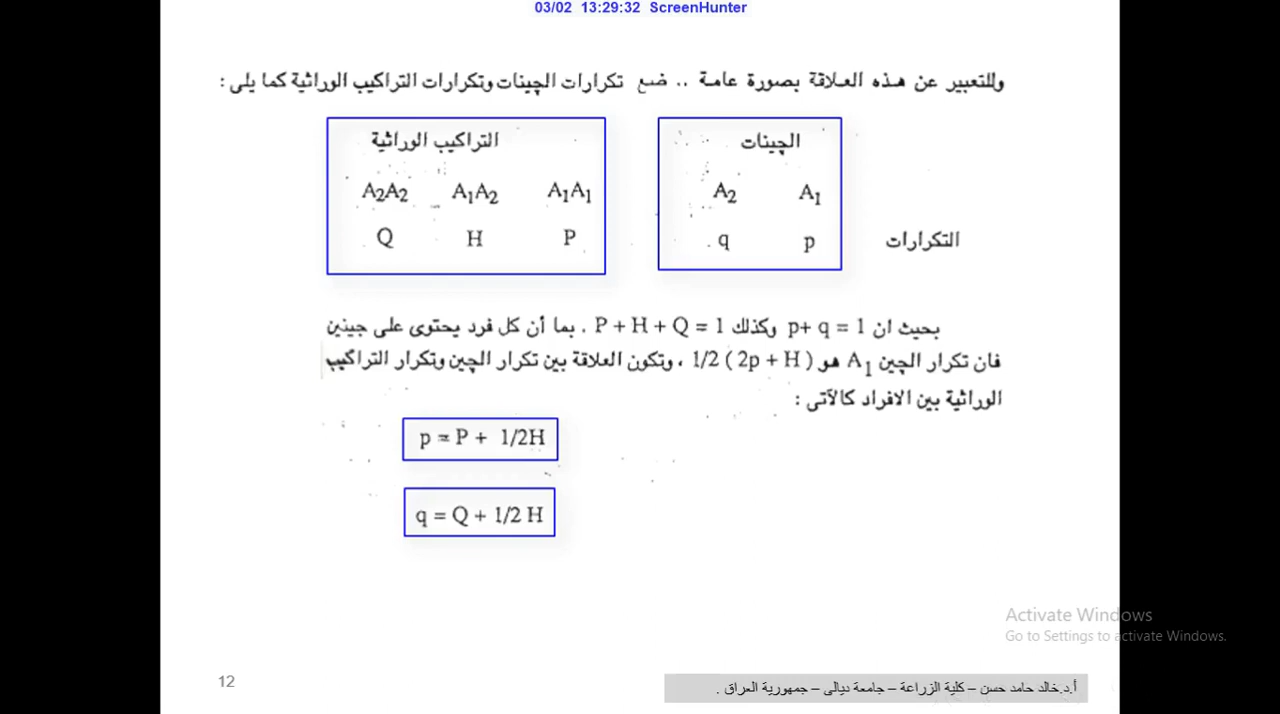 03/02 13:29:32 ScreenHunter
وللتعبير عن هذه العلاقة بصورة عامة .. ضع تكرارات الجينات وتكرارات التراكيب الوراثية كما يلى :
الجينات
A1 A2
التكرارات p q
التراكيب الوراثية
A1A1 A1A2 A2A2
P H Q
بحيث ان p+ q = 1 وكذلك P + H + Q = 1 . بما أن كل فرد يحتوى على جينين
فان تكرار الجين A1 هو 1/2 ( 2p + H ) ، وتكون العلاقة بين تكرار الجين وتكرار التراكيب
الوراثية بين الافراد كالآتى :
p = P + 1/2H
q = Q + 1/2 H
Activate Windows
Go to Settings to activate Windows.
12
أ.د.خالد حامد حسن – كلية الزراعة – جامعة ديالى – جمهورية العراق .